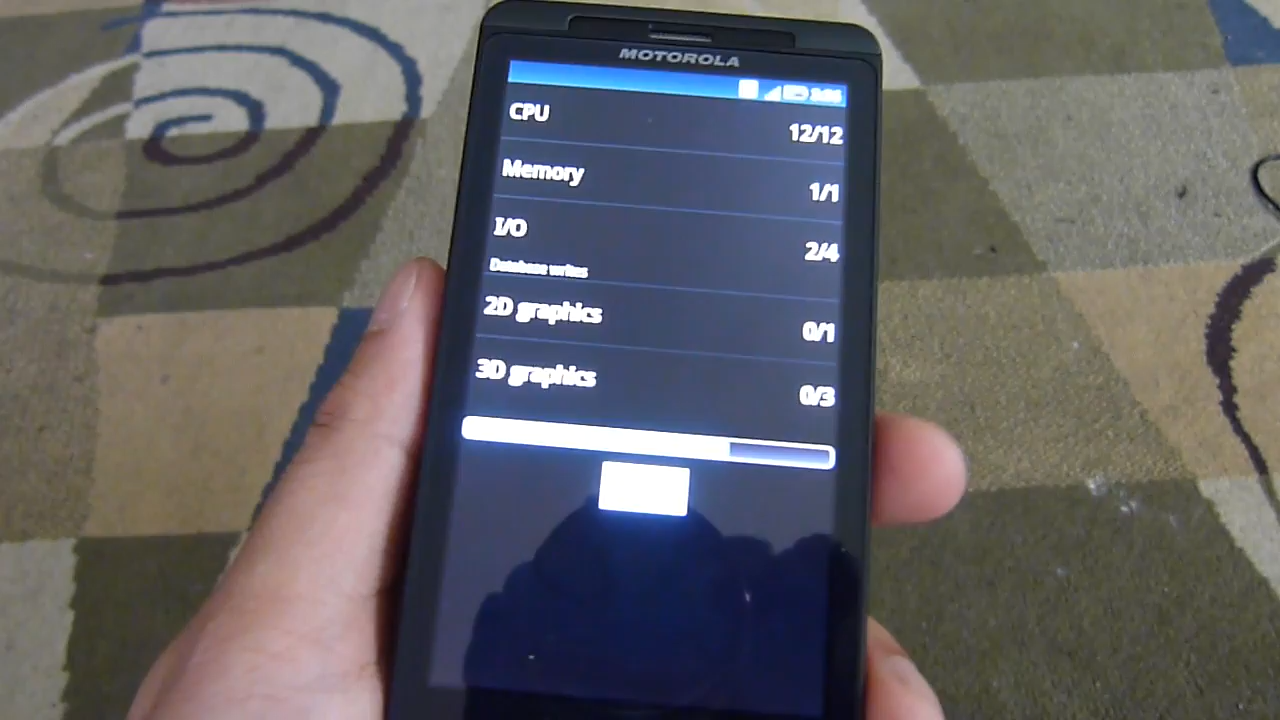 MOTOROLA
CPU
12/12
Memory
1/1
I/O
2/4
Database writes
2D graphics
0/1
3D graphics
0/3